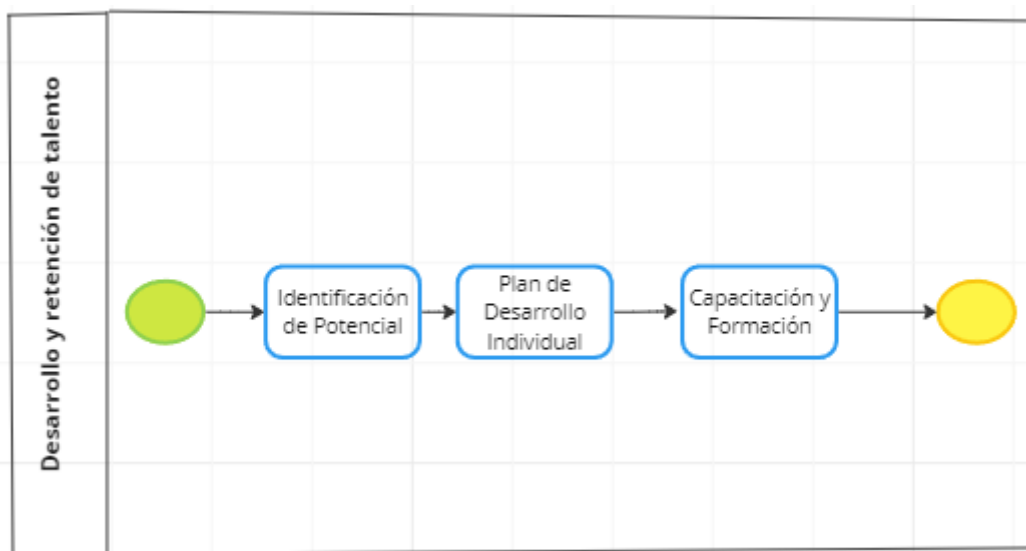 Desarrollo y retención de talento
Identificación
de Potencial
Plan de
Desarrollo
Individual
Capacitación y
Formación